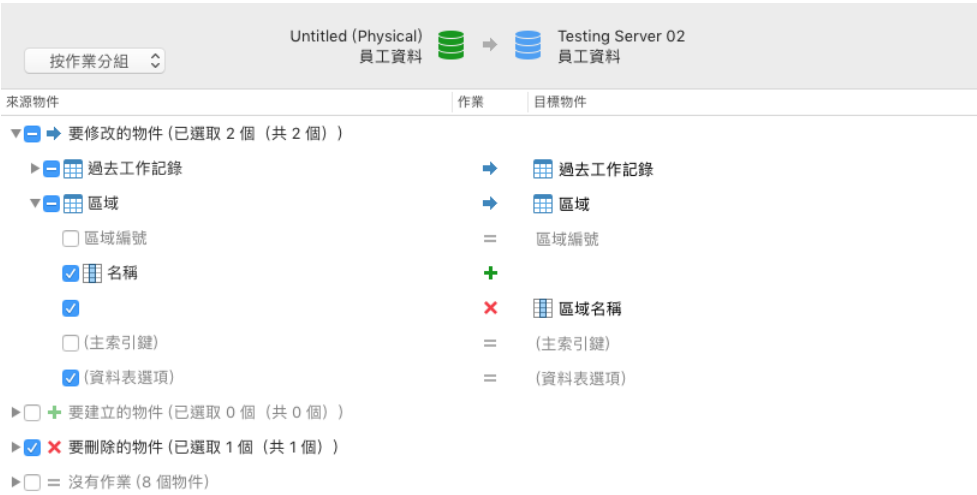 Untitled (Physical) Testing Server 02
按作業分組 員工資料 員工資料
來源物件 作業 目標物件
要修改的物件 (已選取 2 個（共 2 個）)
過去工作記錄 過去工作記錄
區域 區域
區域編號 = 區域編號
名稱
區域名稱
(主索引鍵) = (主索引鍵)
(資料表選項) = (資料表選項)
要建立的物件 (已選取 0 個（共 0 個）)
要刪除的物件 (已選取 1 個（共 1 個）)
= 沒有作業 (8 個物件)